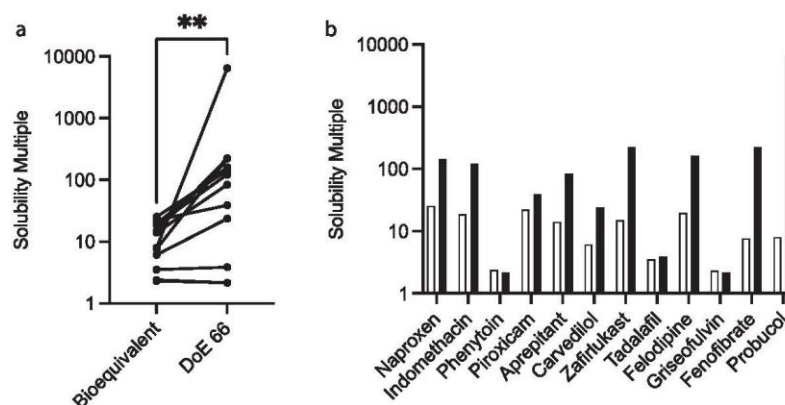 a
**
Solubility Multiple
10000
1000
100
10
1
Bioequivalent
DoE 66
b
Solubility Multiple
10000
1000
100
10
1
Naproxen
Indomethacin
Phenytoin
Piroxicam
Aprepitant
Carvedilol
Zafirlukast
Tadalafil
Felodipine
Griseofulvin
Fenofibrate
Probucol